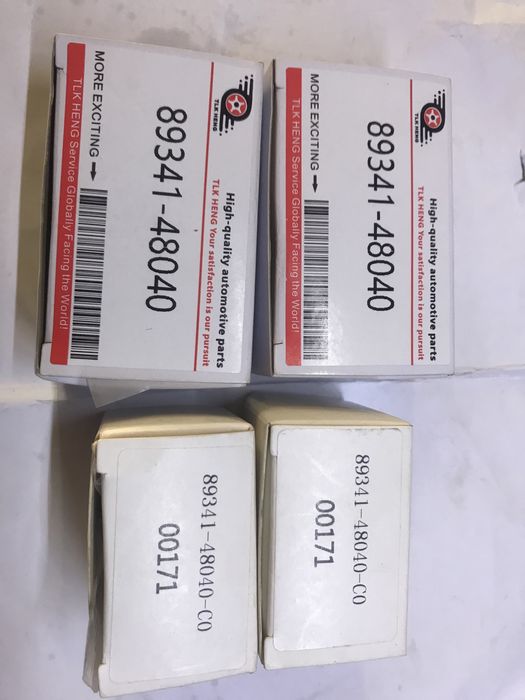 TLK HENG
High-quality automotive parts
TLK HENG Your satisfaction is our pursuit
89341-48040
MORE EXCITING →
TLK HENG Service Globally Facing the World!
TLK HENG
High-quality automotive parts
TLK HENG Your satisfaction is our pursuit
89341-48040
MORE EXCITING →
TLK HENG Service Globally Facing the World!
89341-48040-C0
00171
89341-48040-C0
00171